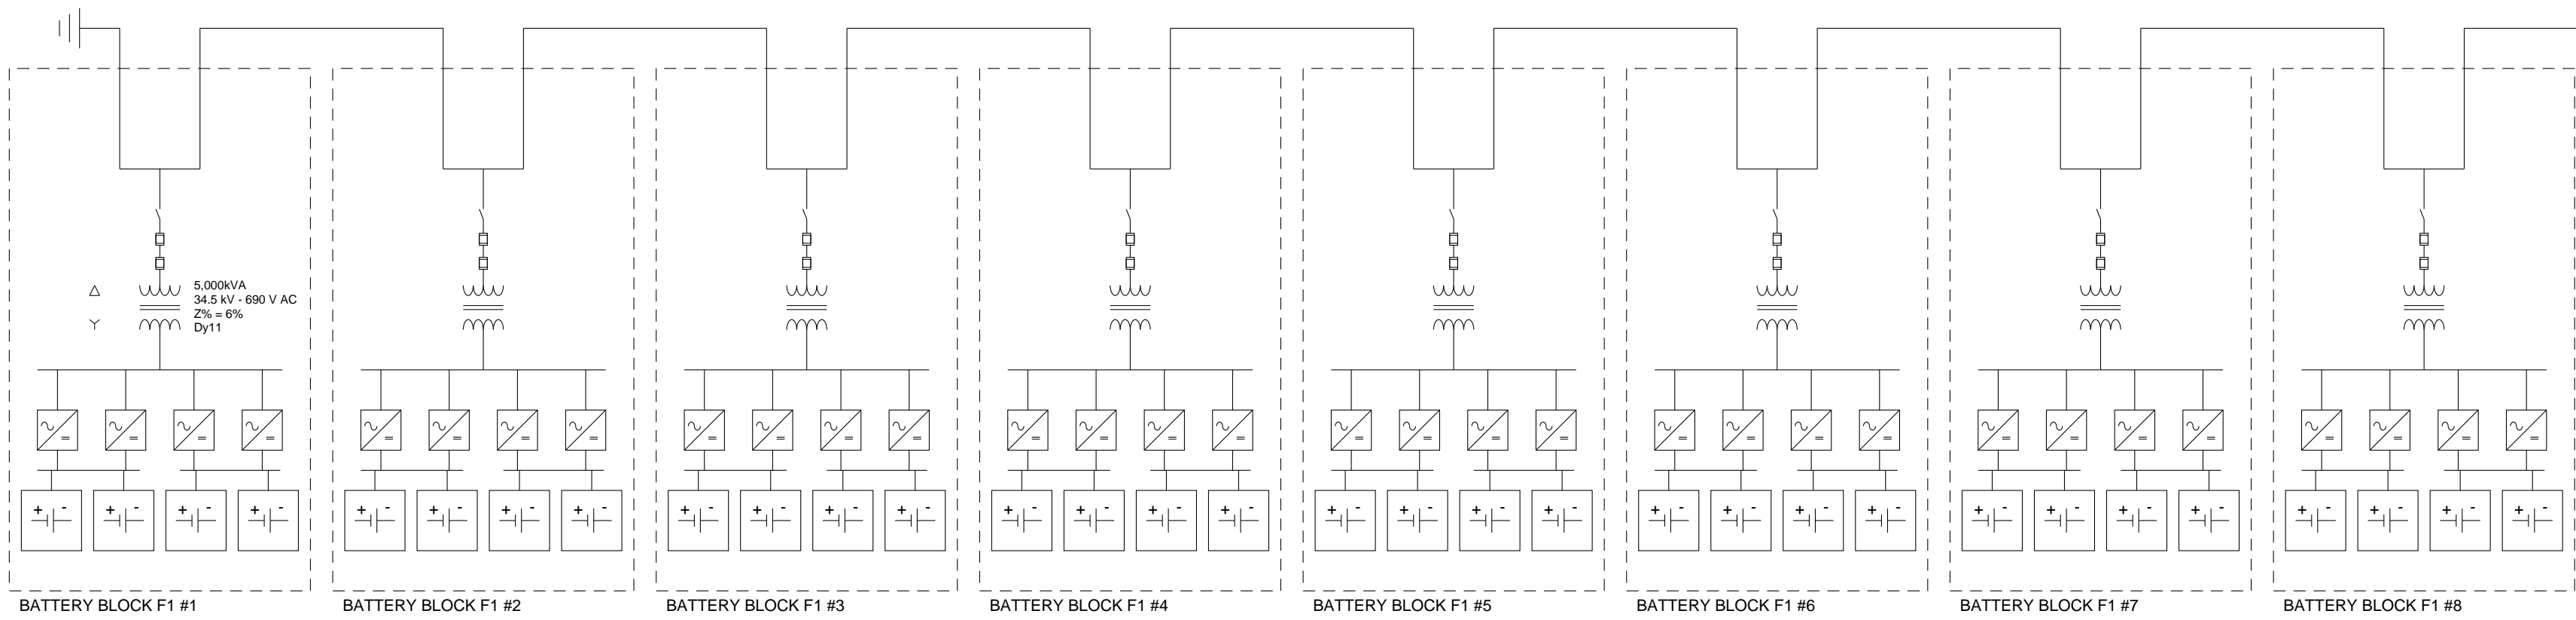 5,000kVA
34.5 kV - 690 V AC
Z% = 6%
Dy11
+ - + - + - + - + - + - + - + - + - + - + - + - + - + - + - + - + - + - + - + - + - + - + - + - + - + - + - + - + - + - + - + -
BATTERY BLOCK F1 #1
BATTERY BLOCK F1 #2
BATTERY BLOCK F1 #3
BATTERY BLOCK F1 #4
BATTERY BLOCK F1 #5
BATTERY BLOCK F1 #6
BATTERY BLOCK F1 #7
BATTERY BLOCK F1 #8